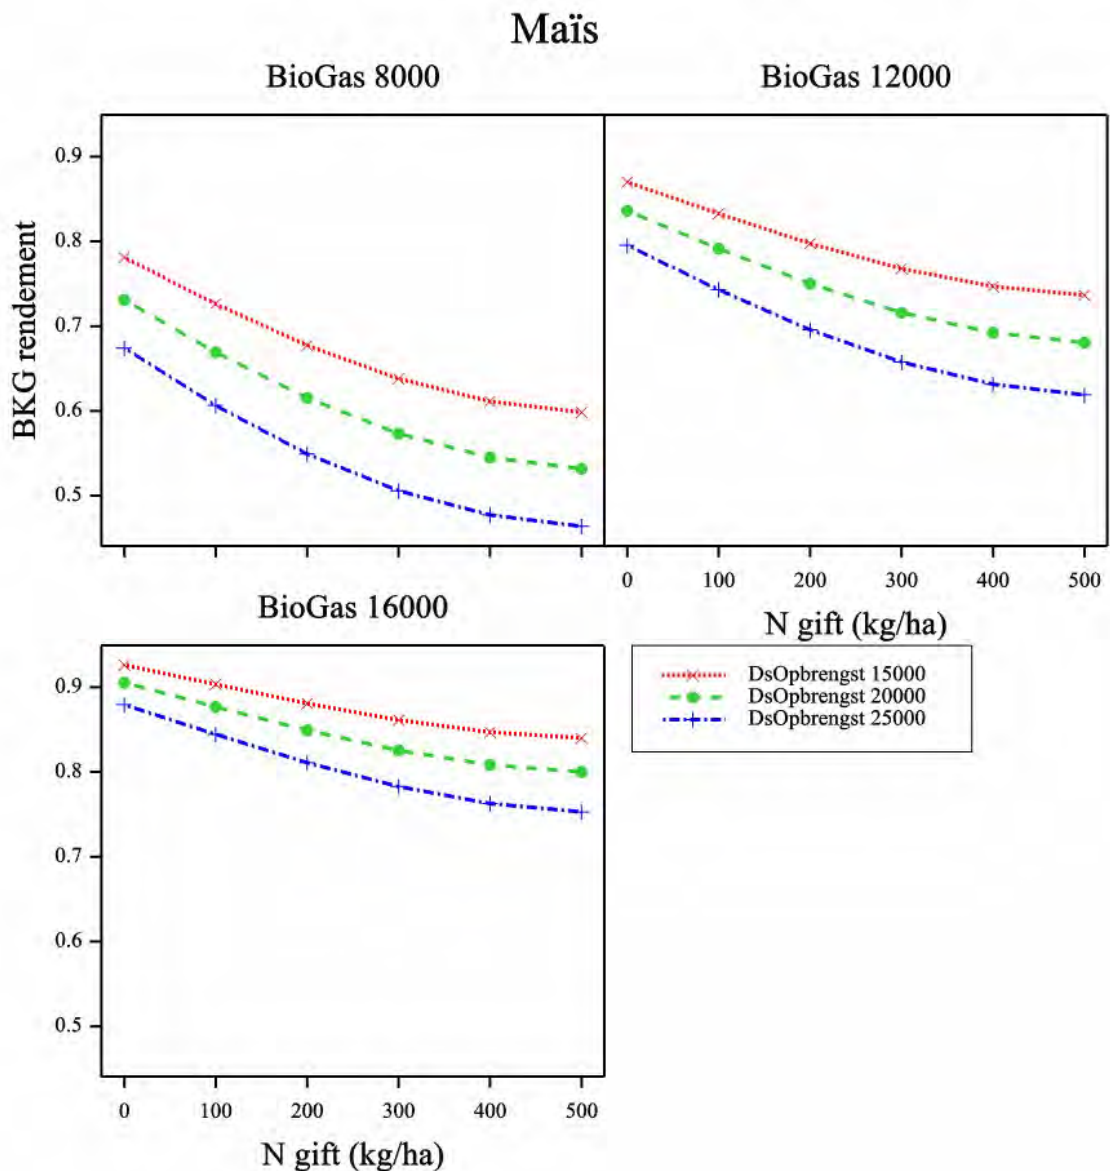 Maïs
BioGas 8000
BioGas 12000
BKG rendement
0.9
0.8
0.7
0.6
0.5
0 100 200 300 400 500
N gift (kg/ha)
BioGas 16000
DsOpbrengst 15000
DsOpbrengst 20000
DsOpbrengst 25000
0.9
0.8
0.7
0.6
0.5
0 100 200 300 400 500
N gift (kg/ha)